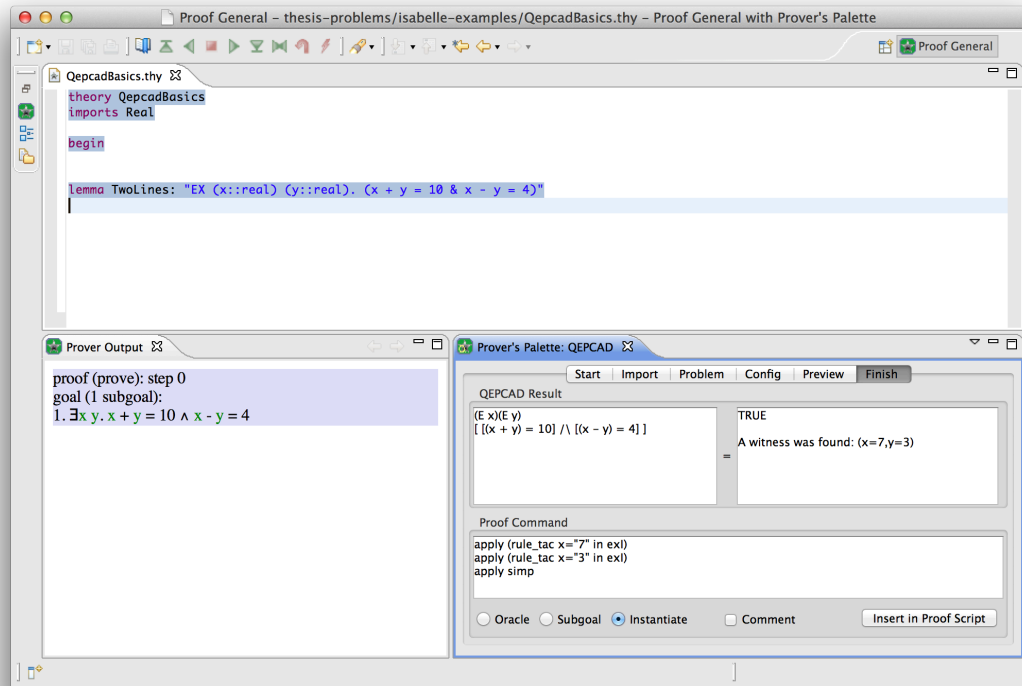 Proof General – thesis-problems/isabelle-examples/QepcadBasics.thy – Proof General with Prover's Palette
Proof General
QepcadBasics.thy
theory QepcadBasics
imports Real
begin
lemma TwoLines: "EX (x::real) (y::real). (x + y = 10 & x - y = 4)"
Prover Output
proof (prove): step 0
goal (1 subgoal):
1. ∃x y. x + y = 10 ∧ x - y = 4
Prover's Palette: QEPCAD
Start Import Problem Config Preview Finish
QEPCAD Result
(E x)(E y)
[ [(x + y) = 10] /\ [(x – y) = 4] ]
=
TRUE
A witness was found: (x=7,y=3)
Proof Command
apply (rule_tac x="7" in exI)
apply (rule_tac x="3" in exI)
apply simp
Oracle Subgoal Instantiate Comment Insert in Proof Script